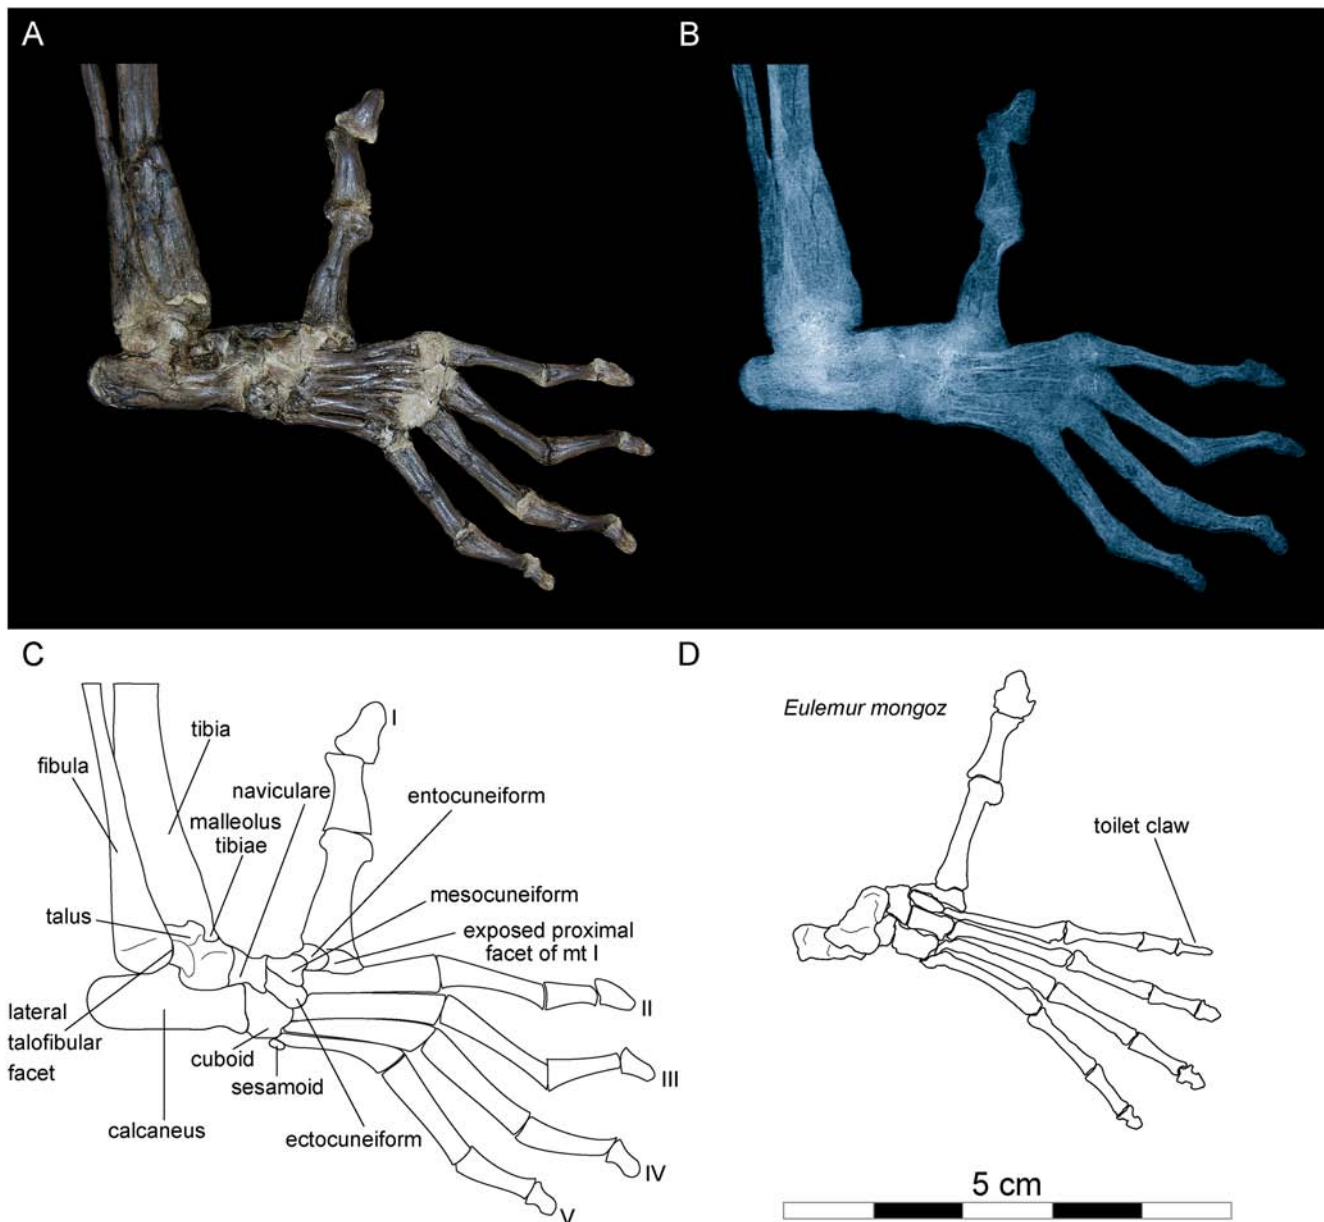 A
B
C
D
tibia
fibula
naviculare
entocuneiform
malleolus
tibiae
mesocuneiform
talus
exposed proximal
facet of mt I
lateral
talofibular
facet
cuboid
sesamoid
calcaneus
ectocuneiform
I
II
III
IV
V
Eulemur mongoz
toilet claw
5 cm